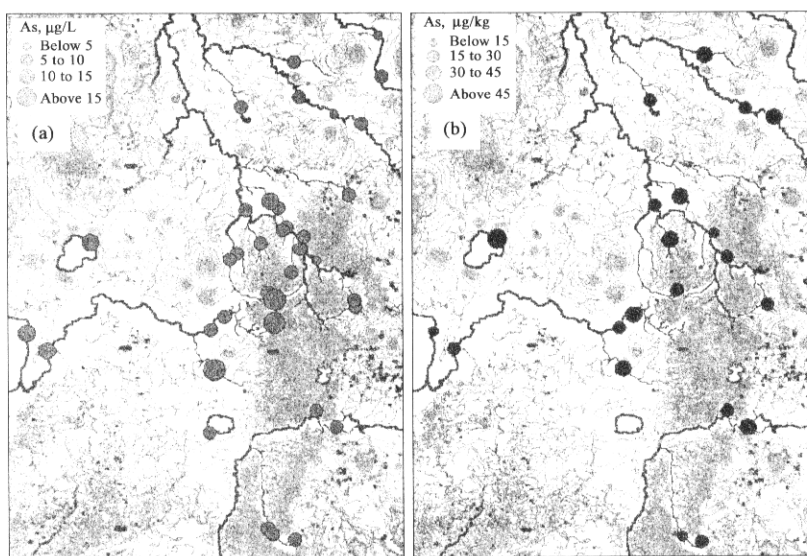 As, µg/L
Below 5
5 to 10
10 to 15
Above 15
(a)
As, µg/kg
Below 15
15 to 30
30 to 45
Above 45
(b)